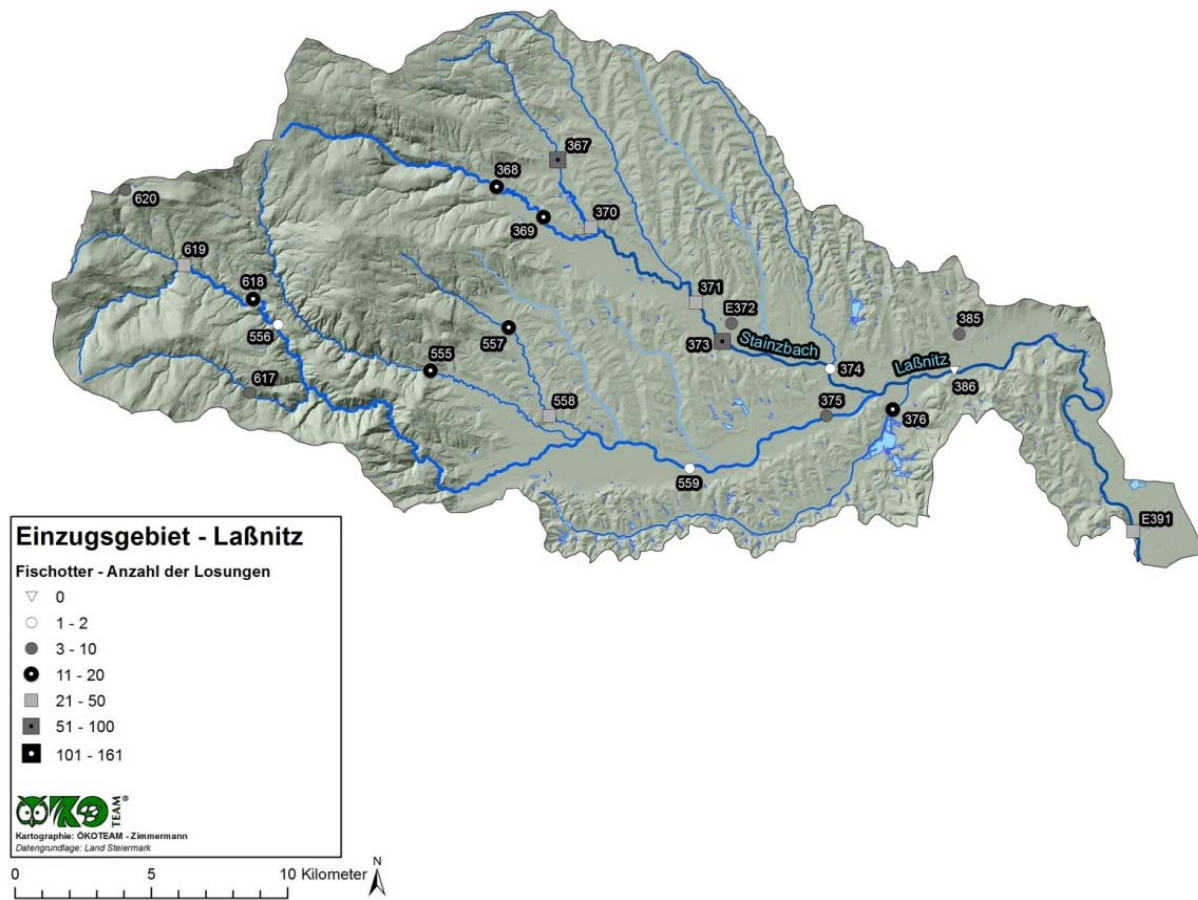 367
368
620
370
369
619
618
371
E372
385
556
557
373
Stainzbach
Laßnitz
555
374
386
617
558
375
376
559
E391
Einzugsgebiet - Laßnitz
Fischotter - Anzahl der Losungen
0
1 - 2
3 - 10
11 - 20
21 - 50
51 - 100
101 - 161
ÖKO TEAM®
Kartographie: ÖKOTEAM - Zimmermann
Datengrundlage: Land Steiermark
0 5 10 Kilometer
N